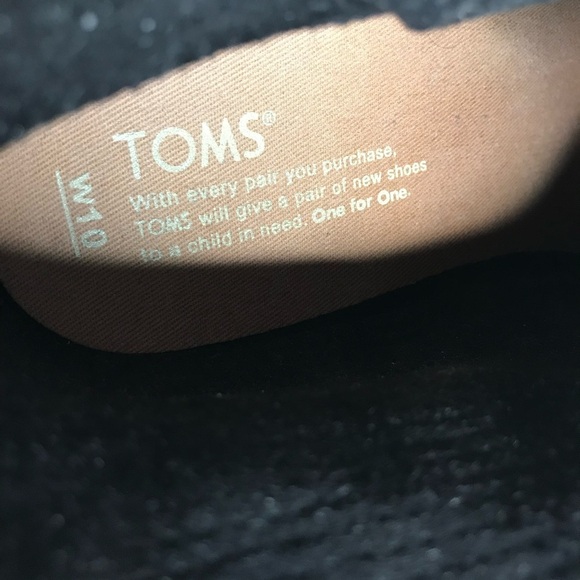 TOMS®
With every pair you purchase,
TOMS will give a pair of new shoes
to a child in need. One for One.
W10